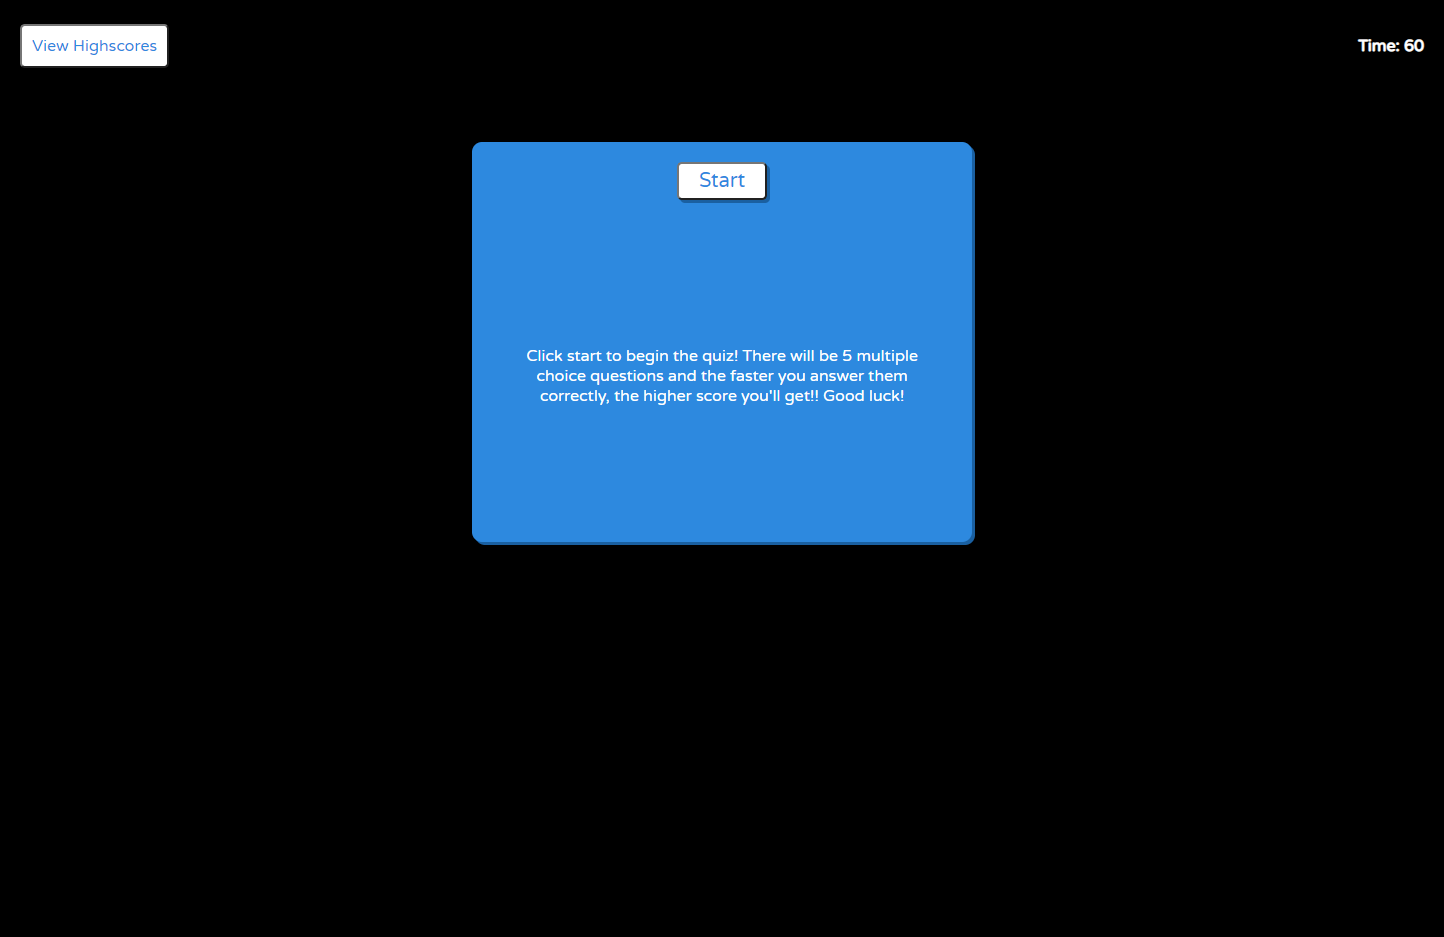 View Highscores
Time: 60
Start
Click start to begin the quiz! There will be 5 multiple
choice questions and the faster you answer them
correctly, the higher score you'll get!! Good luck!